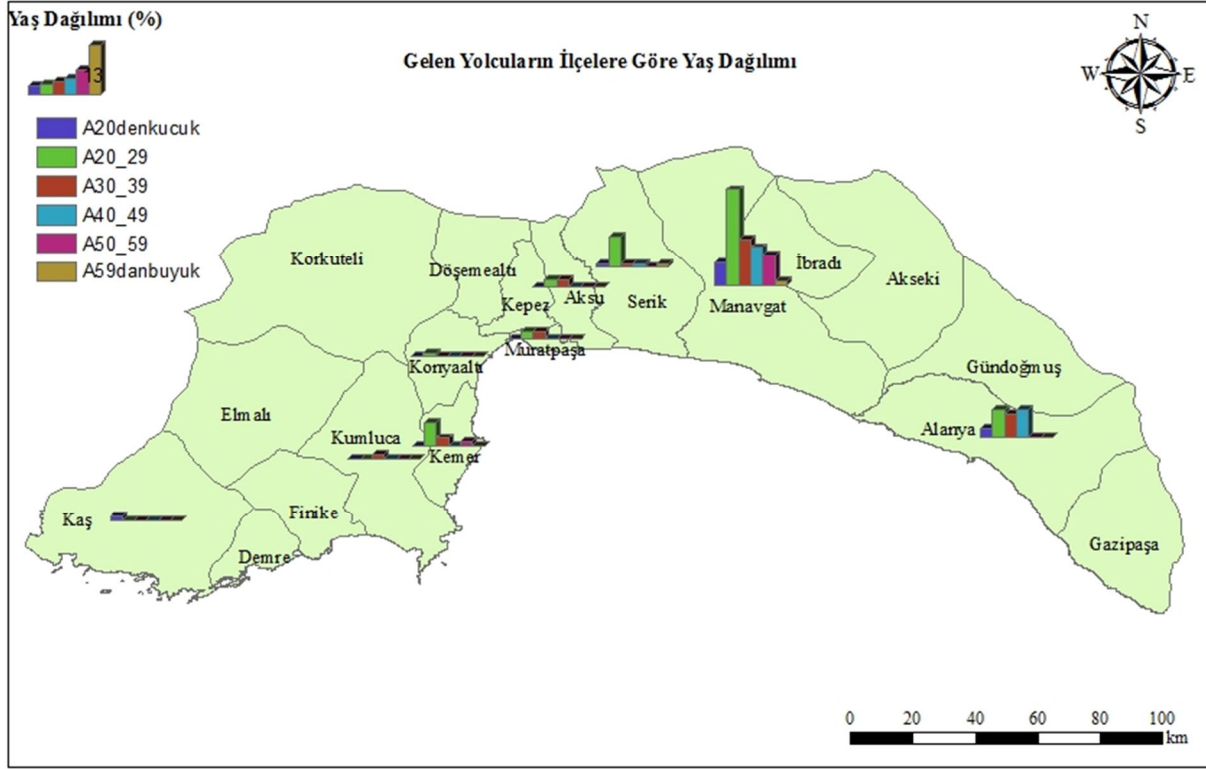 Yaş Dağılımı (%)
13
A20denkucuk
A20_29
A30_39
A40_49
A50_59
A59danbuyuk
Gelen Yolcuların İlçelere Göre Yaş Dağılımı
N
W
E
S
Korkuteli
Döşemealtı
Kepez
Aksu
Serik
Manavgat
İbradı
Akseki
Muratpaşa
Konyaaltı
Gündoğmuş
Elmalı
Kumluca
Kemer
Alanya
Kaş
Finike
Demre
Gazipaşa
0 20 40 60 80 100
km